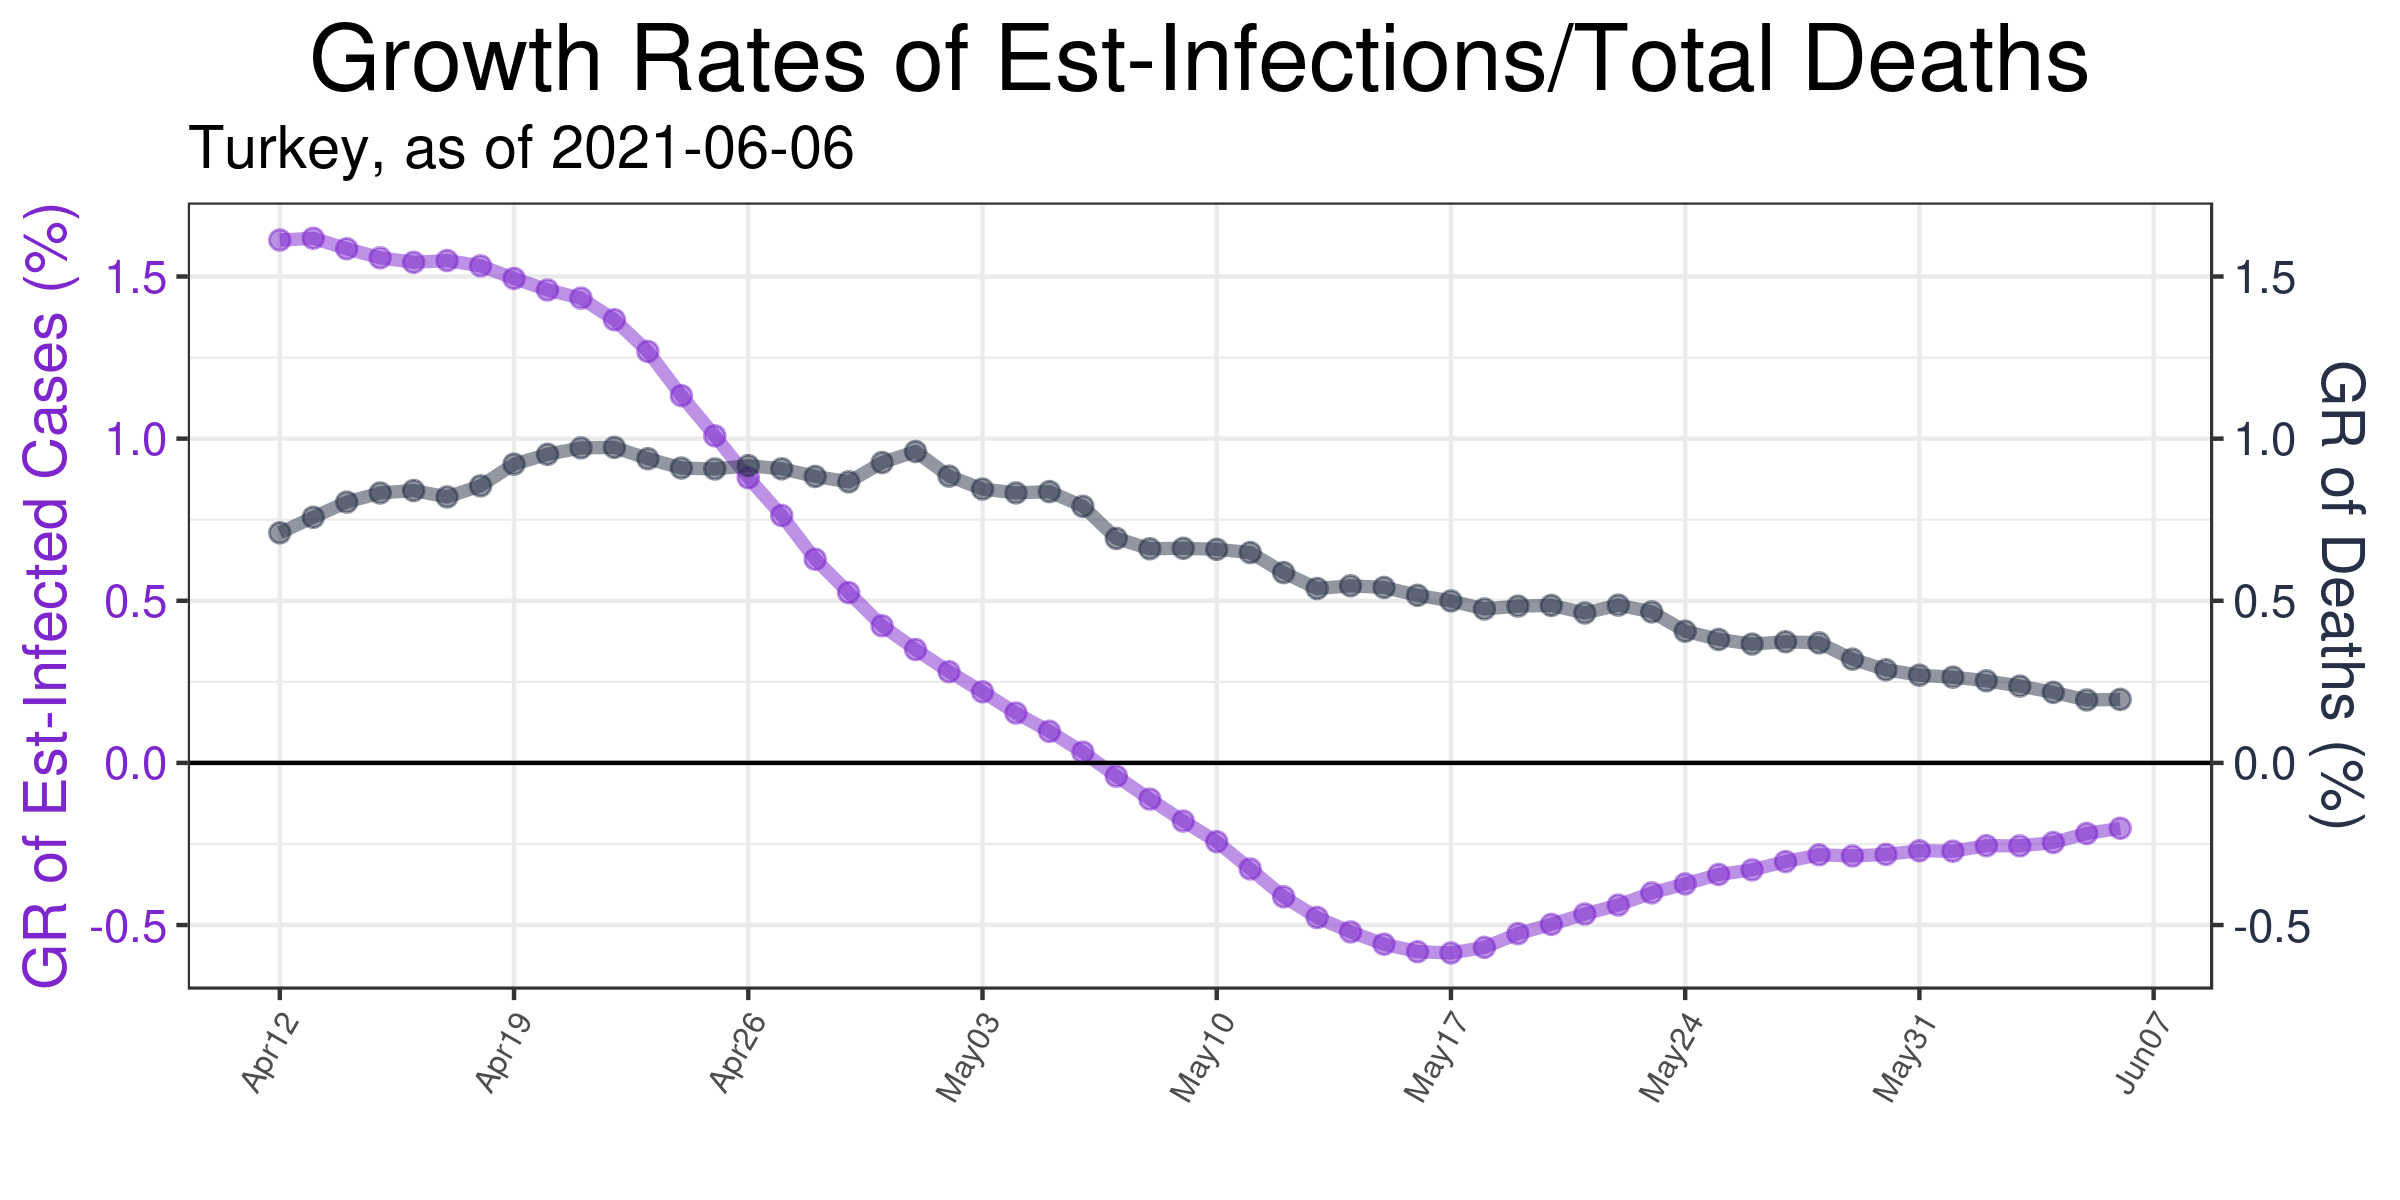 Growth Rates of Est-Infections/Total Deaths
Turkey, as of 2021-06-06
GR of Est-Infected Cases (%)
1.5
1.0
0.5
0.0
-0.5
1.5
1.0
0.5
0.0
-0.5
GR of Deaths (%)
Apr12
Apr19
Apr26
May03
May10
May17
May24
May31
Jun07